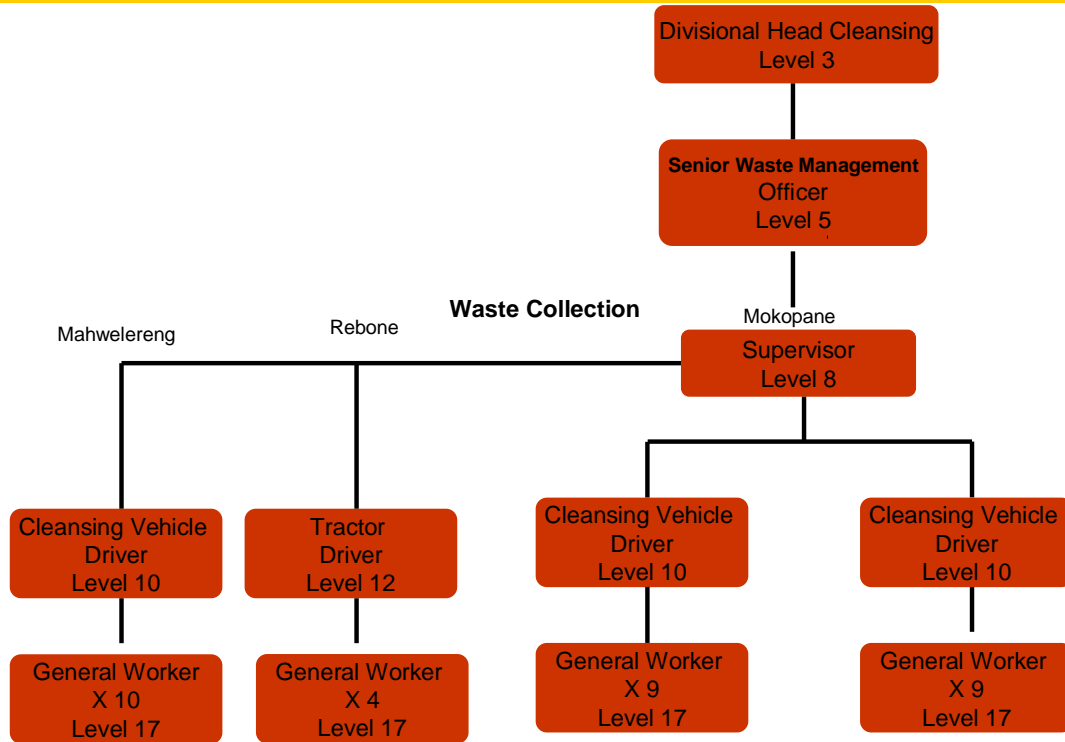 Divisional Head Cleansing
Level 3
Senior Waste Management
Officer
Level 5
Waste Collection
Mahwelereng
Rebone
Mokopane
Supervisor
Level 8
Cleansing Vehicle
Driver
Level 10
Tractor
Driver
Level 12
Cleansing Vehicle
Driver
Level 10
Cleansing Vehicle
Driver
Level 10
General Worker
X 10
Level 17
General Worker
X 4
Level 17
General Worker
X 9
Level 17
General Worker
X 9
Level 17